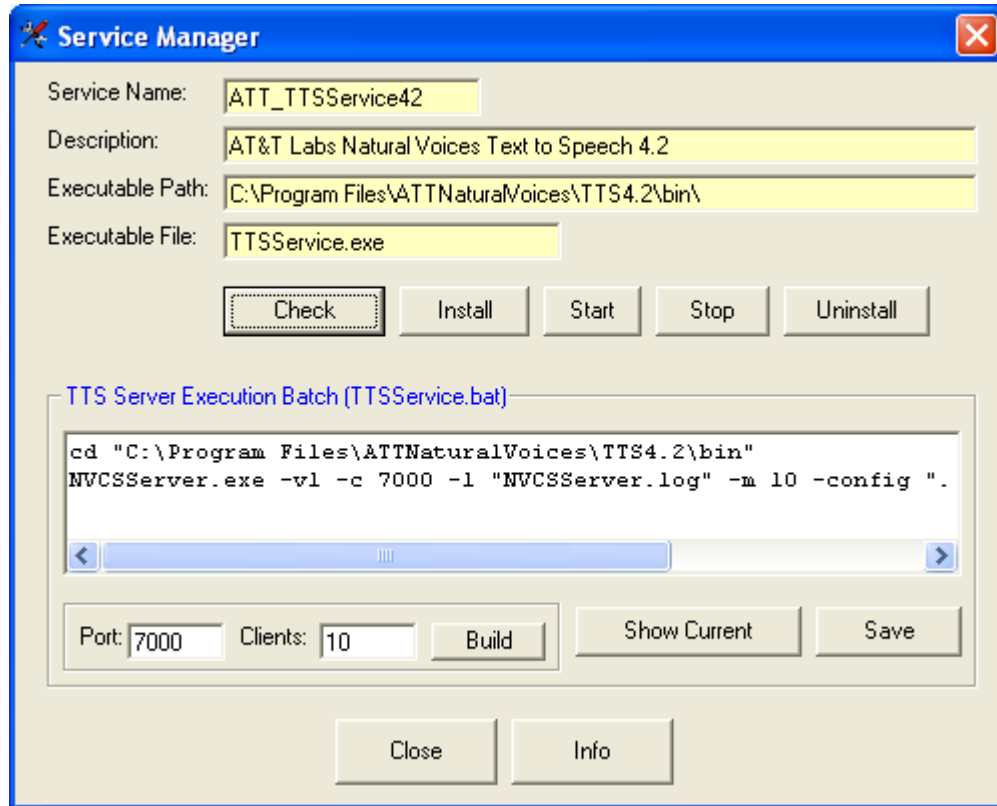 Service Manager
Service Name: ATT_TTSService42
Description: AT&T Labs Natural Voices Text to Speech 4.2
Executable Path: C:\Program Files\ATTNaturalVoices\TTS4.2\bin\
Executable File: TTSService.exe
Check Install Start Stop Uninstall
TTS Server Execution Batch (TTSService.bat)
cd "C:\Program Files\ATTNaturalVoices\TTS4.2\bin"
NVCSServer.exe -v1 -c 7000 -l "NVCSServer.log" -m 10 -config ".
Port: 7000 Clients: 10 Build Show Current Save
Close Info